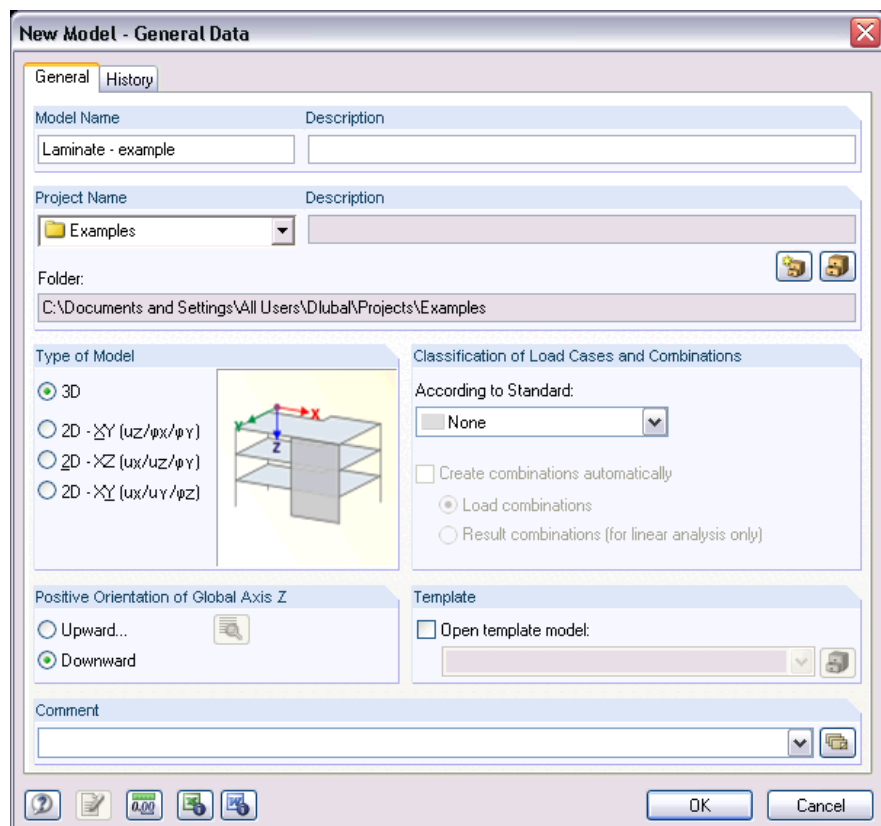 New Model - General Data
General History
Model Name Description
Laminate - example
Project Name Description
Examples
Folder:
C:\Documents and Settings\All Users\Dlubal\Projects\Examples
Type of Model Classification of Load Cases and Combinations
3D According to Standard:
None
2D - XY (uZ/φX/φY)
2D - XZ (uX/uZ/φY)
2D - XY (uX/uY/φZ)
X
Y
Z
Create combinations automatically
Load combinations
Result combinations (for linear analysis only)
Positive Orientation of Global Axis Z Template
Upward... Open template model:
Downward
Comment
0.00 OK Cancel